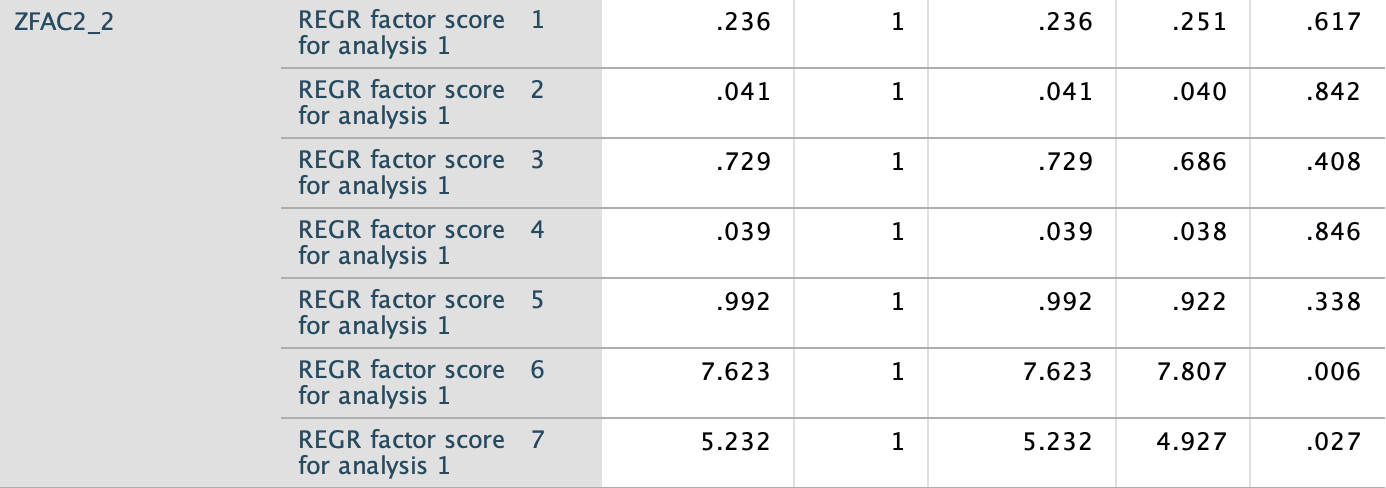 ZFAC2_2 REGR factor score 1 .236 1 .236 .251 .617
for analysis 1
REGR factor score 2 .041 1 .041 .040 .842
for analysis 1
REGR factor score 3 .729 1 .729 .686 .408
for analysis 1
REGR factor score 4 .039 1 .039 .038 .846
for analysis 1
REGR factor score 5 .992 1 .992 .922 .338
for analysis 1
REGR factor score 6 7.623 1 7.623 7.807 .006
for analysis 1
REGR factor score 7 5.232 1 5.232 4.927 .027
for analysis 1